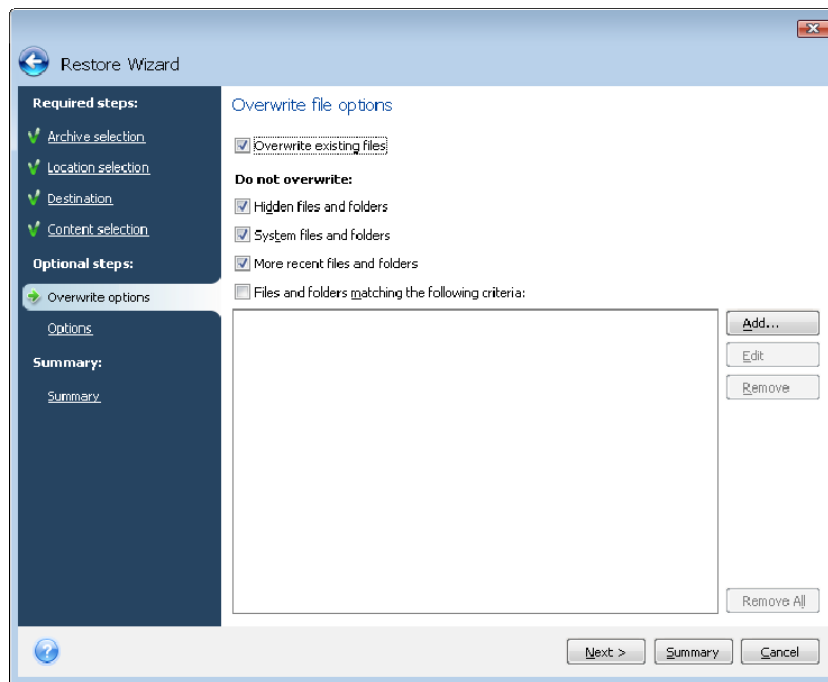 Restore Wizard
Required steps:
Archive selection
Location selection
Destination
Content selection
Optional steps:
Overwrite options
Options
Summary:
Summary
Overwrite file options
Overwrite existing files
Do not overwrite:
Hidden files and folders
System files and folders
More recent files and folders
Files and folders matching the following criteria:
Add...
Edit
Remove
Remove All
Next >
Summary
Cancel